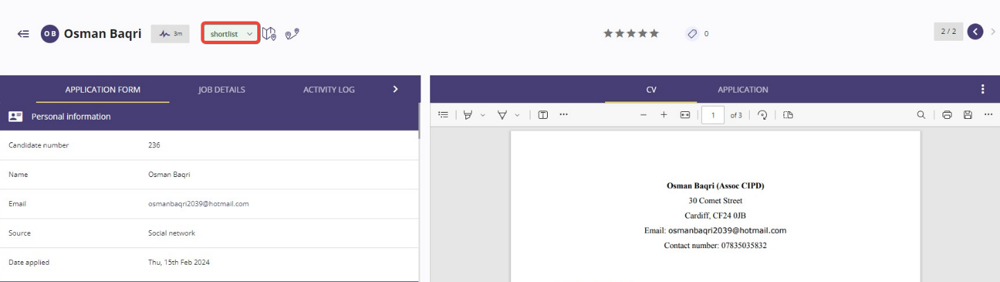 OB Osman Baqri 3m shortlist 0 2 / 2
APPLICATION FORM JOB DETAILS ACTIVITY LOG
CV APPLICATION
Personal information
1 of 3
Candidate number 236
Name Osman Baqri
Email osmanbaqri2039@hotmail.com
Source Social network
Date applied Thu, 15th Feb 2024
Osman Baqri (Assoc CIPD)
30 Comet Street
Cardiff, CF24 0JB
Email: osmanbaqri2039@hotmail.com
Contact number: 07835035832